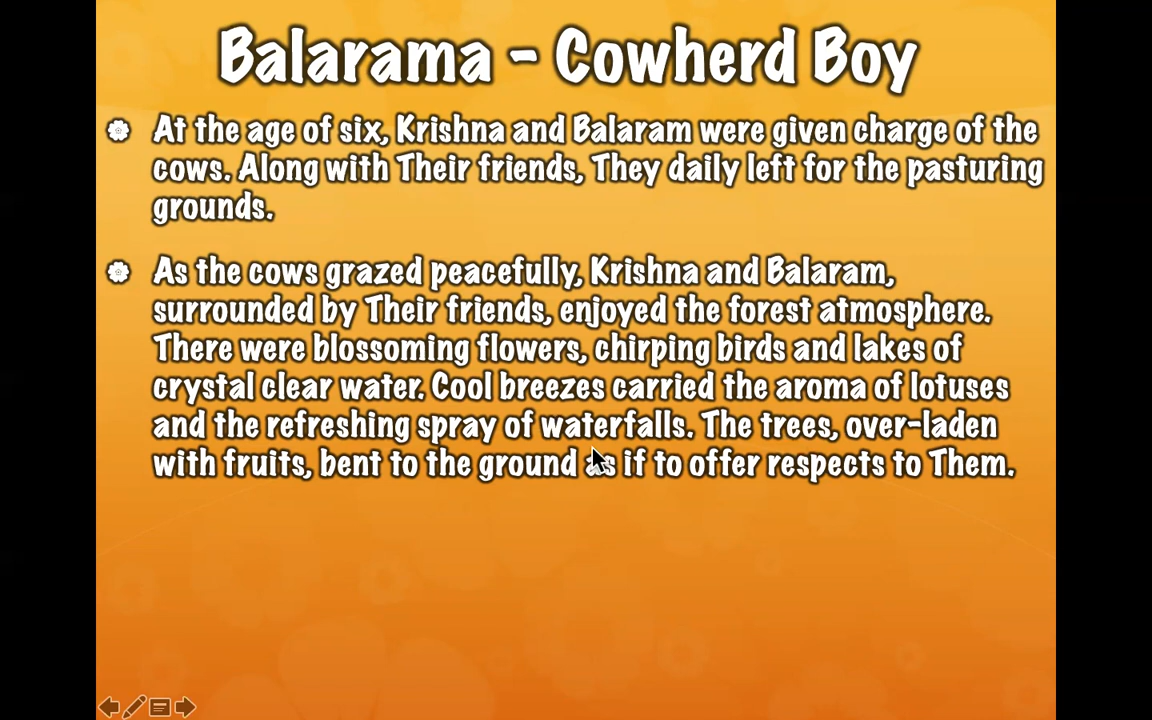 Balarama - Cowherd Boy
At the age of six, Krishna and Balaram were given charge of the
cows. Along with Their friends, They daily left for the pasturing
grounds.
As the cows grazed peacefully, Krishna and Balaram,
surrounded by Their friends, enjoyed the forest atmosphere.
There were blossoming flowers, chirping birds and lakes of
crystal clear water. Cool breezes carried the aroma of lotuses
and the refreshing spray of waterfalls. The trees, over-laden
with fruits, bent to the ground as if to offer respects to Them.